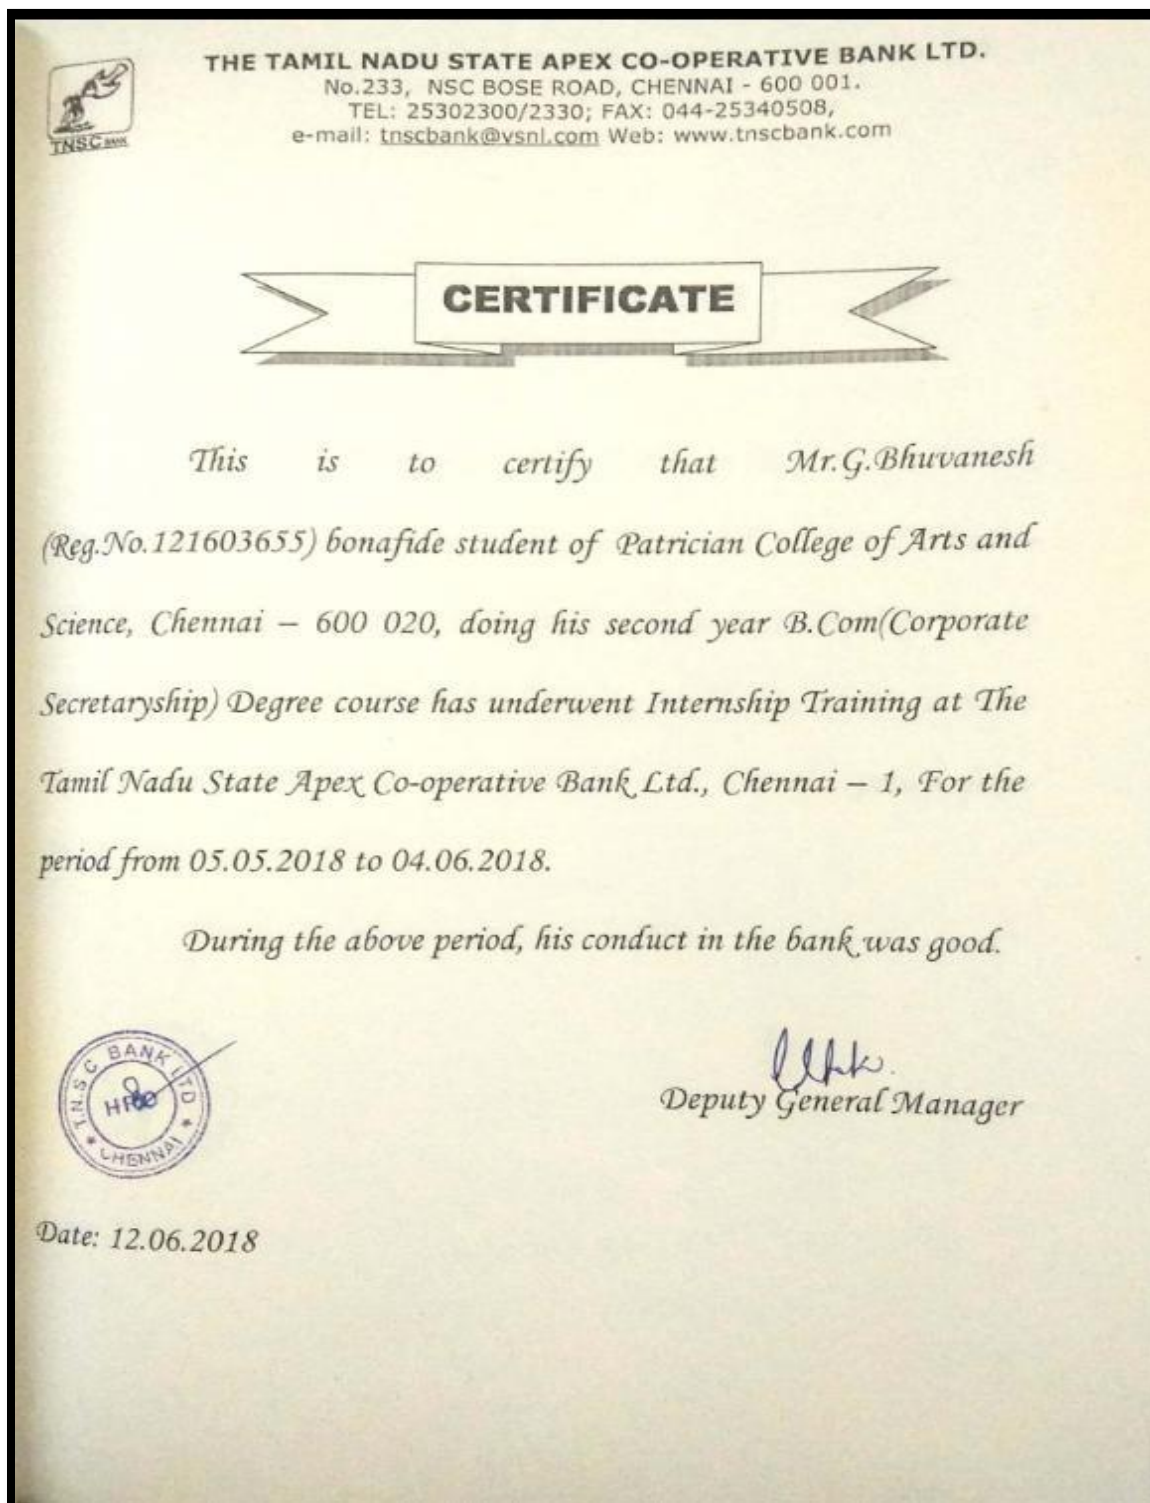 THE TAMIL NADU STATE APEX CO-OPERATIVE BANK LTD.
No.233, NSC BOSE ROAD, CHENNAI - 600 001.
TEL: 25302300/2330; FAX: 044-25340508,
e-mail: tnscbank@vsnl.com Web: www.tnscbank.com
TNSC BANK
CERTIFICATE
This is to certify that Mr.G.Bhuvanesh
(Reg.No.121603655) bonafide student of Patrician College of Arts and
Science, Chennai – 600 020, doing his second year B.Com(Corporate
Secretaryship) Degree course has underwent Internship Training at The
Tamil Nadu State Apex Co-operative Bank Ltd., Chennai – 1, For the
period from 05.05.2018 to 04.06.2018.
During the above period, his conduct in the bank was good.
T.N.S.C BANK LTD
★ CHENNAI ★
Deputy General Manager
Date: 12.06.2018